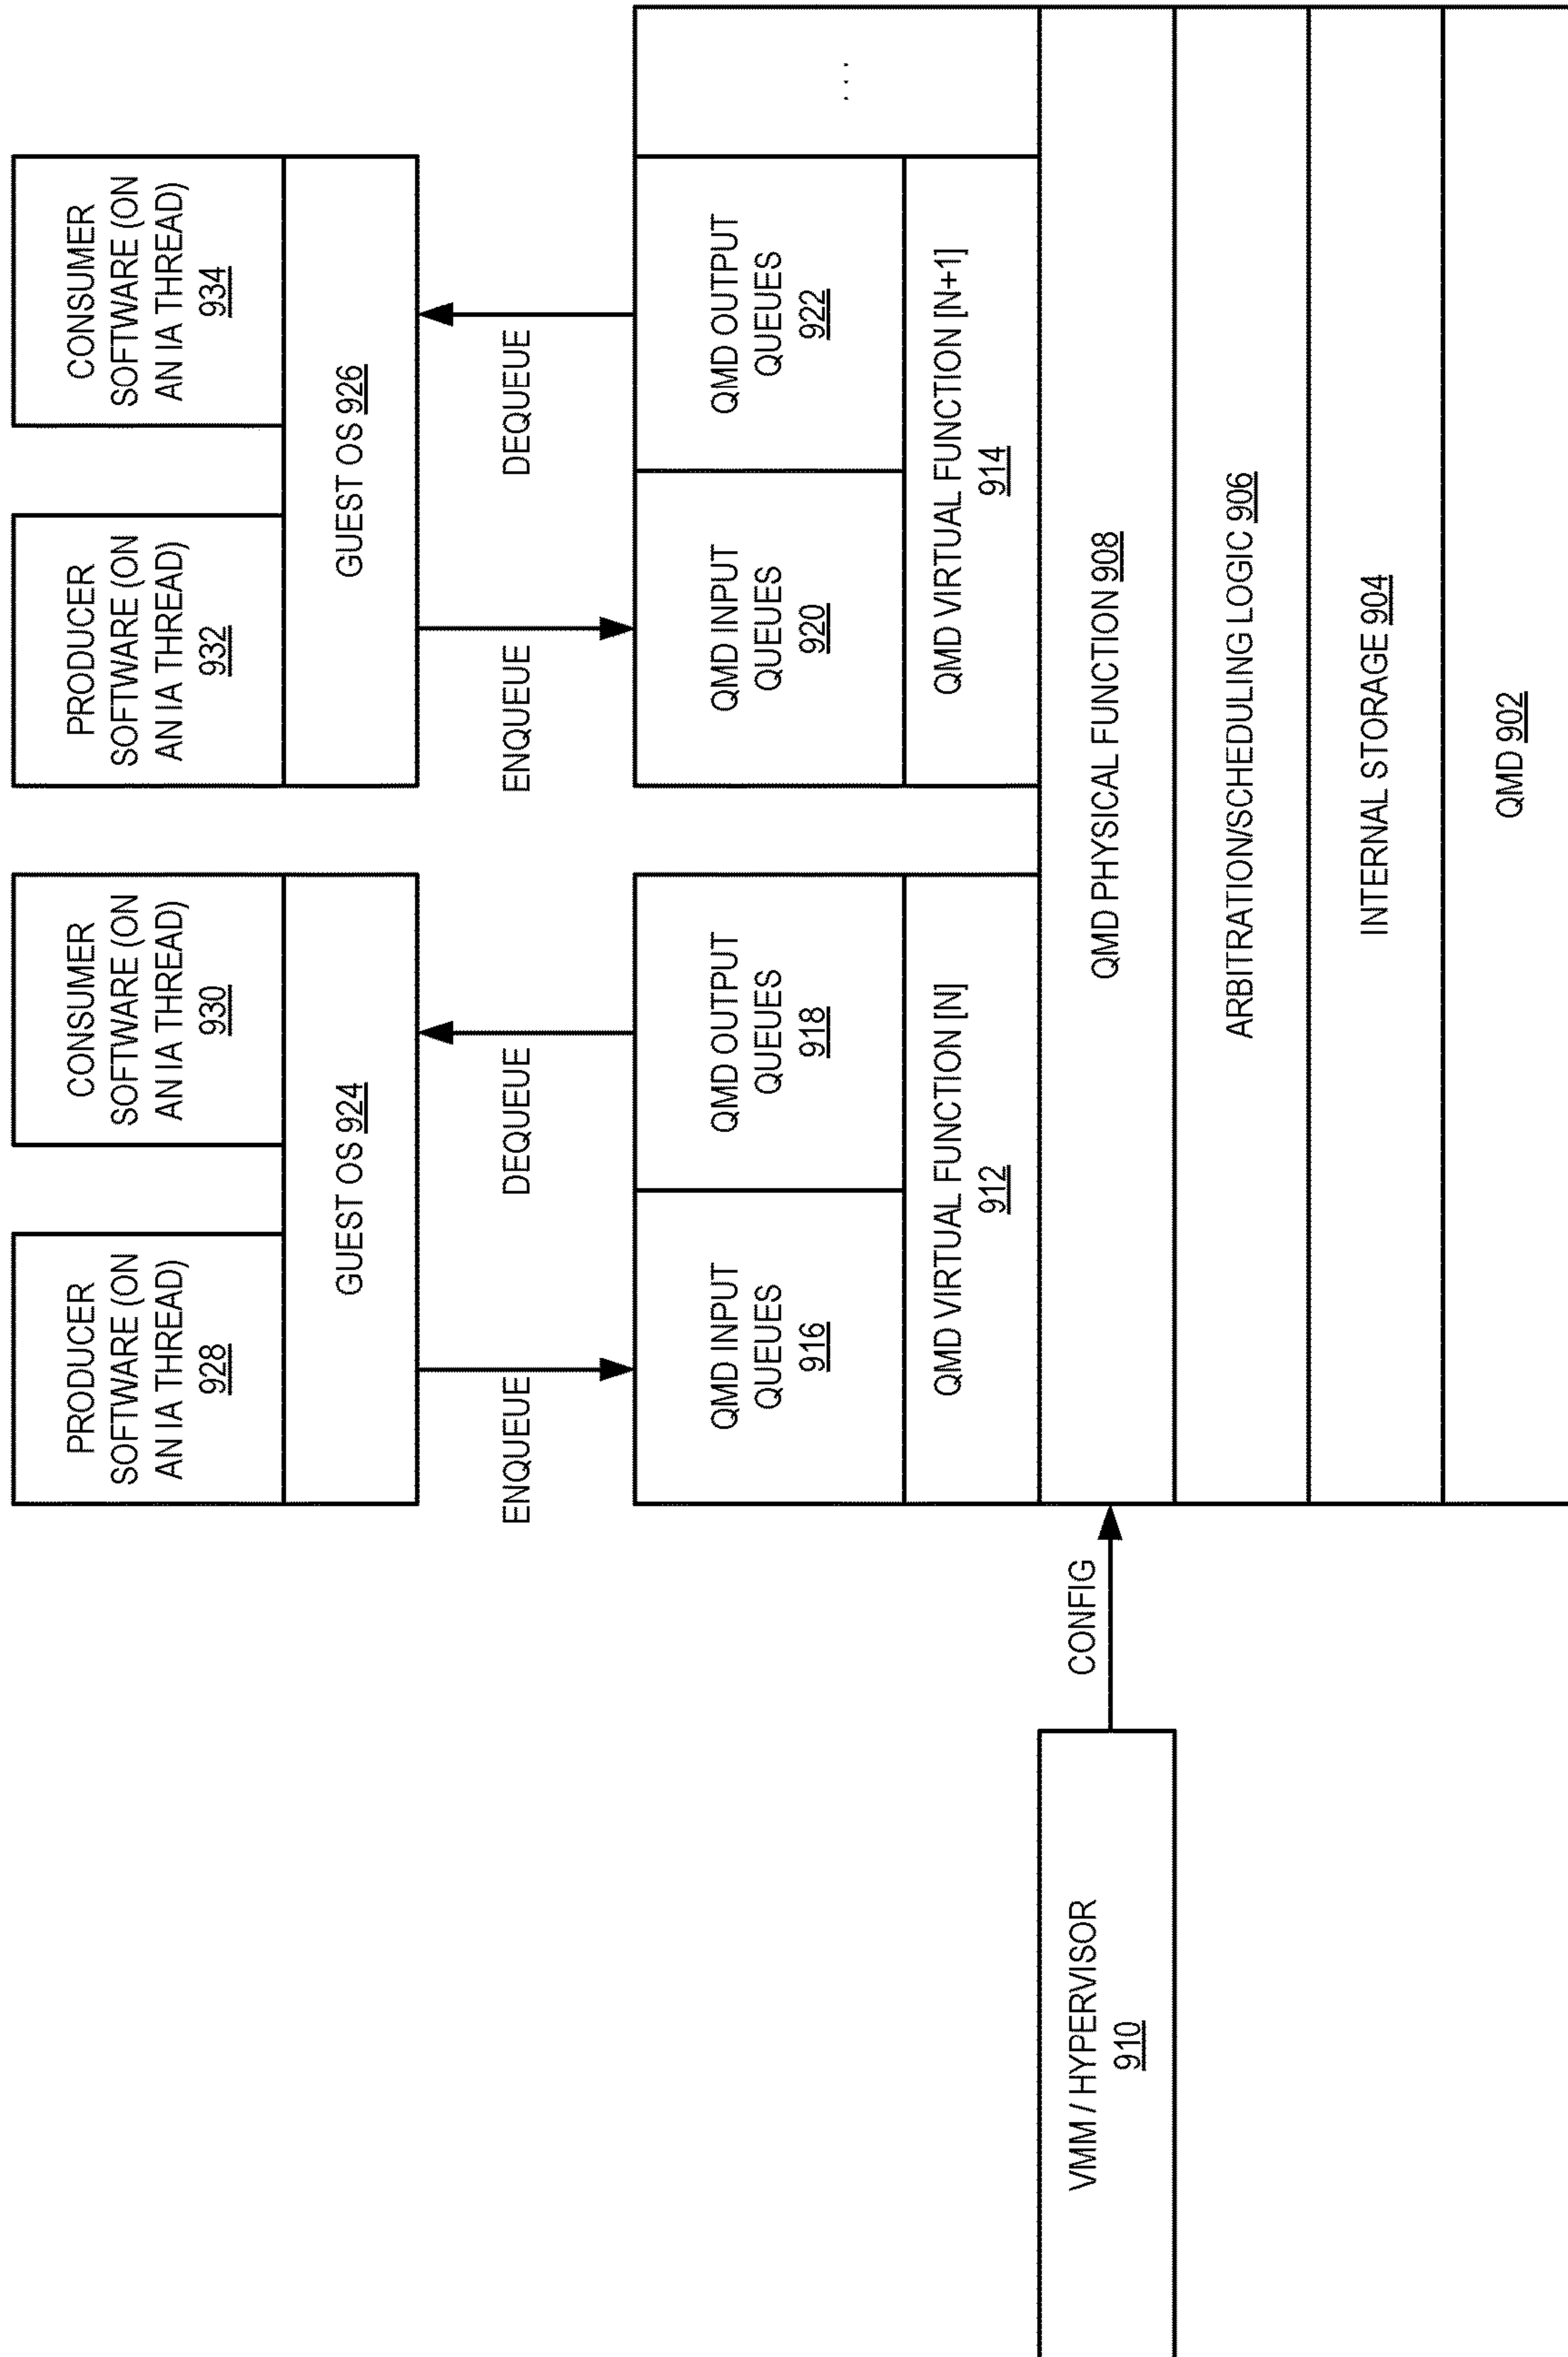 PRODUCER
SOFTWARE (ON
AN IA THREAD)
928
CONSUMER
SOFTWARE (ON
AN IA THREAD)
930
GUEST OS 924
PRODUCER
SOFTWARE (ON
AN IA THREAD)
932
CONSUMER
SOFTWARE (ON
AN IA THREAD)
934
GUEST OS 926
ENQUEUE
DEQUEUE
ENQUEUE
DEQUEUE
QMD INPUT
QUEUES
916
QMD OUTPUT
QUEUES
918
QMD VIRTUAL FUNCTION [N]
912
QMD INPUT
QUEUES
920
QMD OUTPUT
QUEUES
922
QMD VIRTUAL FUNCTION [N+1]
914
...
VMM / HYPERVISOR
910
CONFIG
QMD PHYSICAL FUNCTION 908
ARBITRATION/SCHEDULING LOGIC 906
INTERNAL STORAGE 904
QMD 902